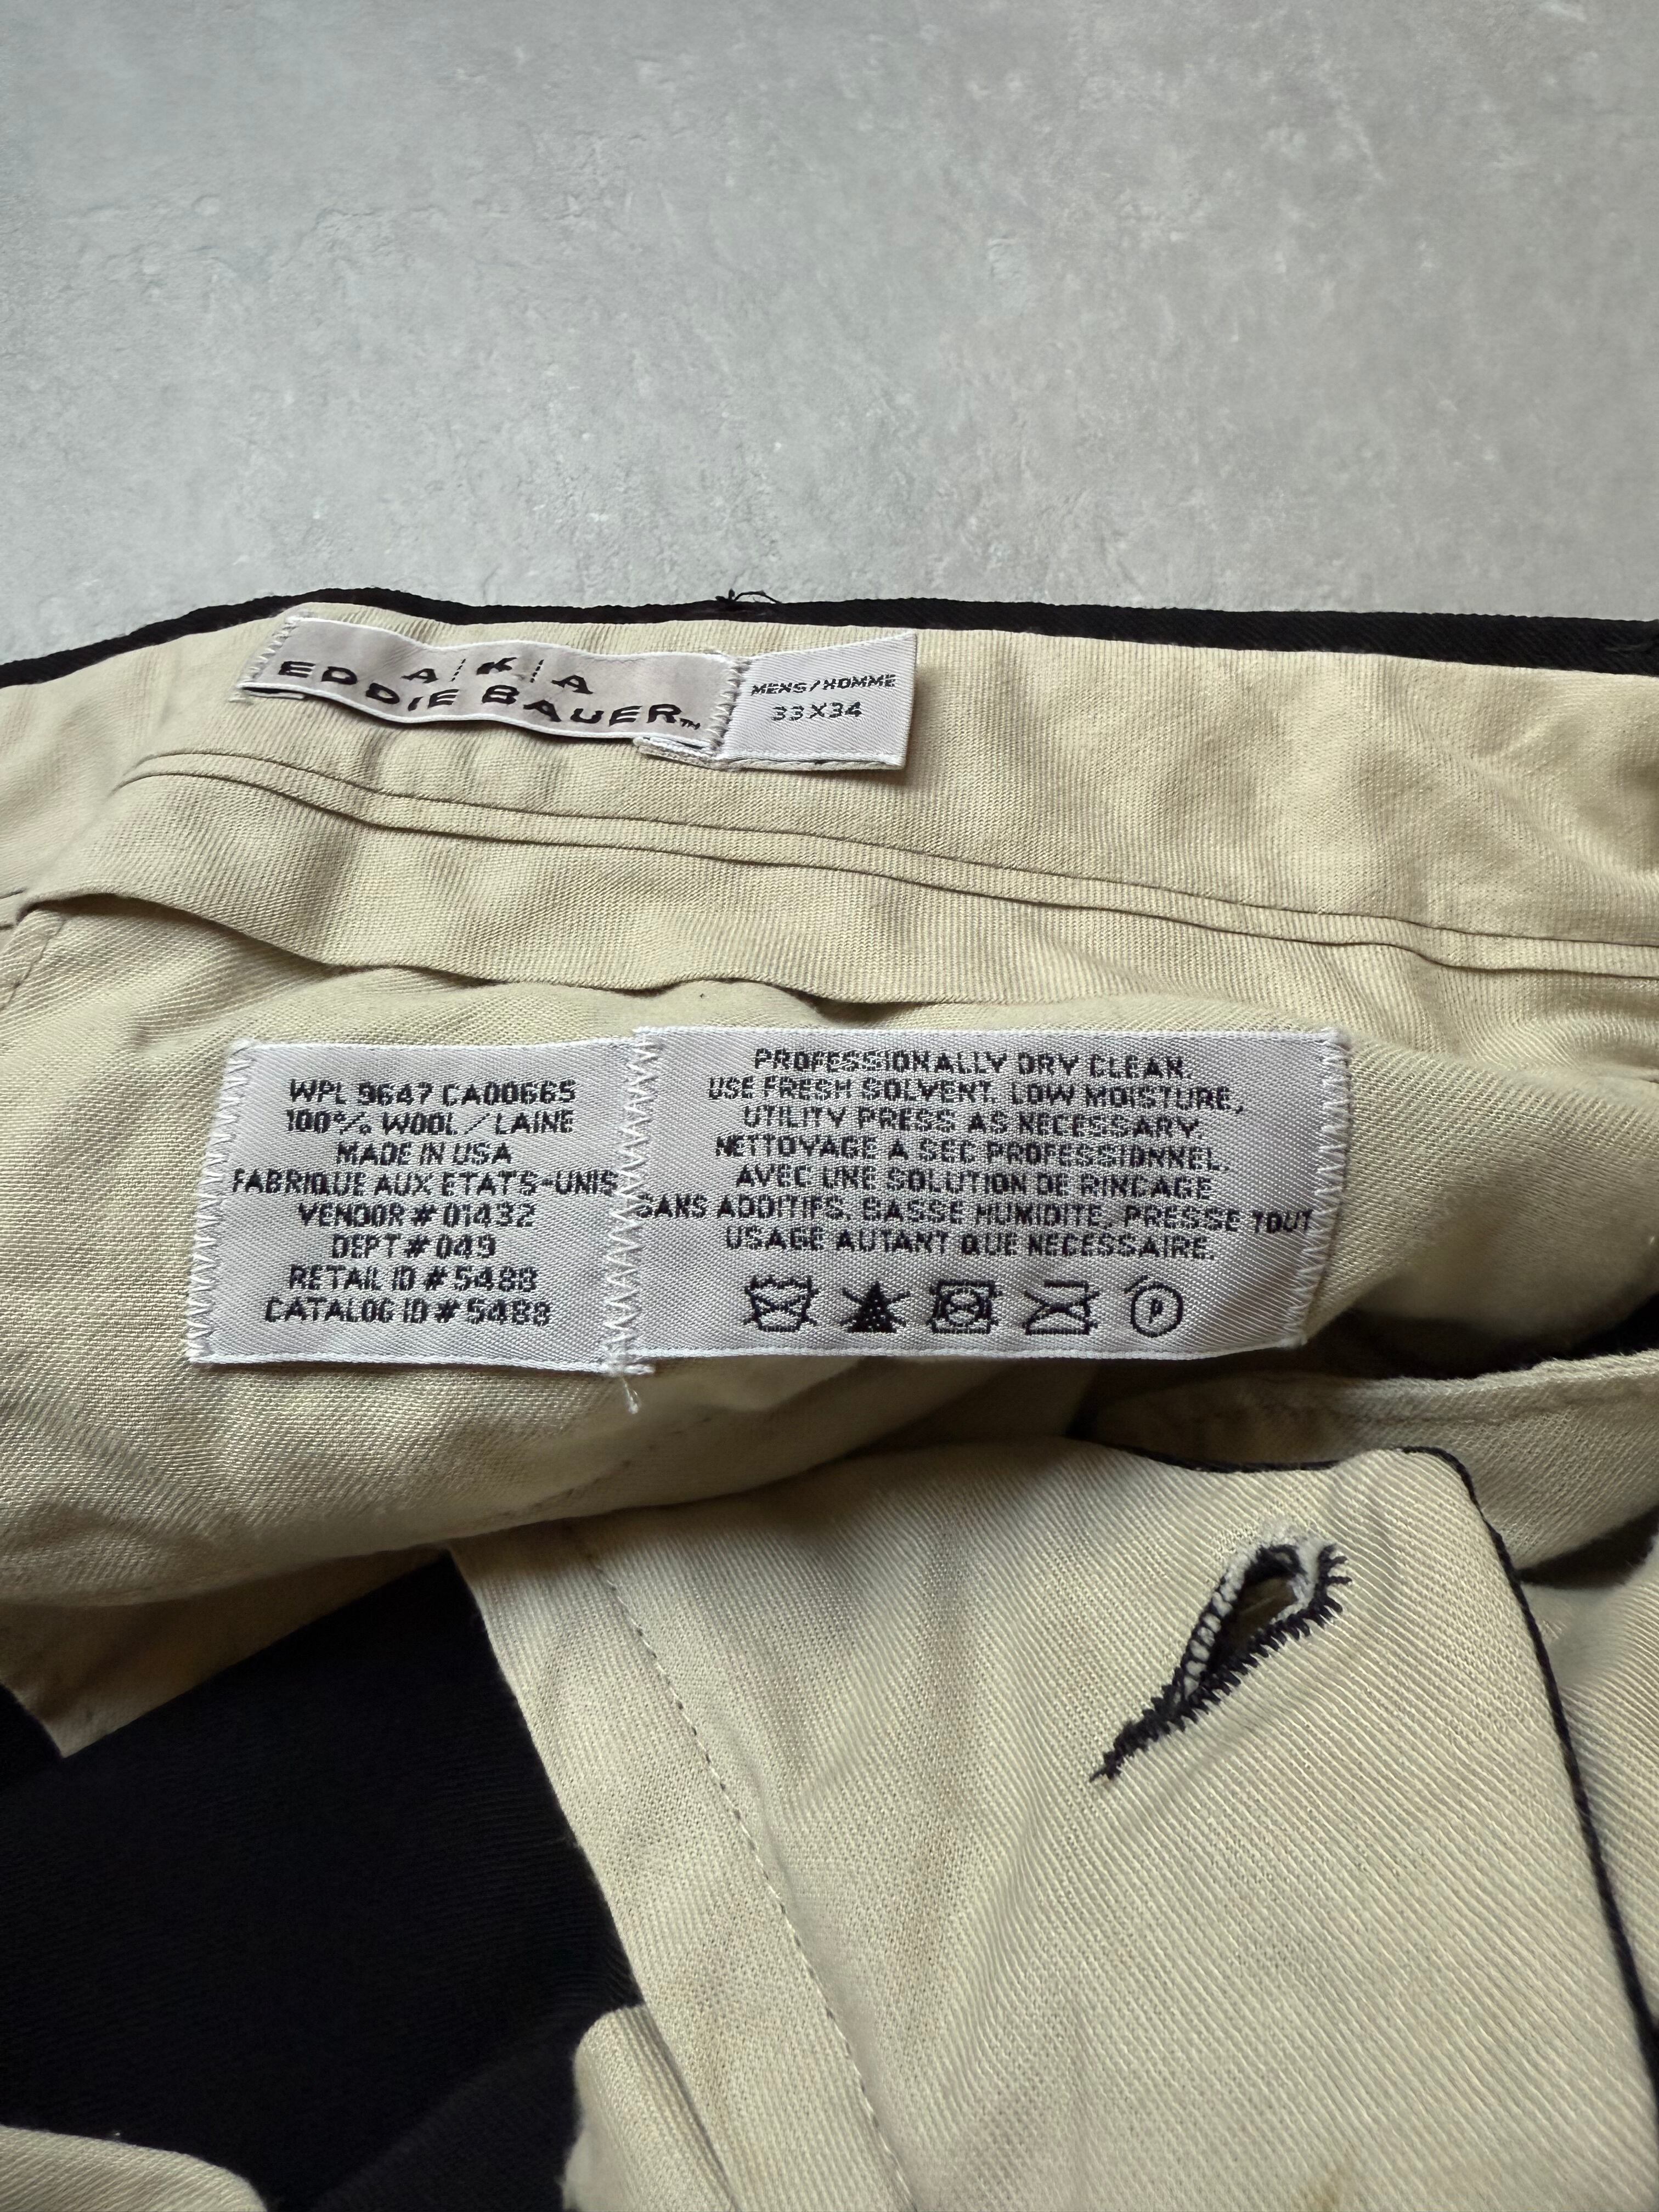 A|K|A
EDDIE BAUER™
MENS/HOMME
33X34
WPL 9647 CA00665
100% WOOL/LAINE
MADE IN USA
FABRIQUE AUX ETATS-UNIS
VENDOR # 01432
DEPT # 049
RETAIL ID # 5488
CATALOG ID # 5488
PROFESSIONALLY DRY CLEAN.
USE FRESH SOLVENT. LOW MOISTURE,
UTILITY PRESS AS NECESSARY.
NETTOYAGE A SEC PROFESSIONNEL.
AVEC UNE SOLUTION DE RINCAGE
SANS ADDITIFS. BASSE HUMIDITE, PRESSE TOUT
USAGE AUTANT QUE NECESSAIRE.
P